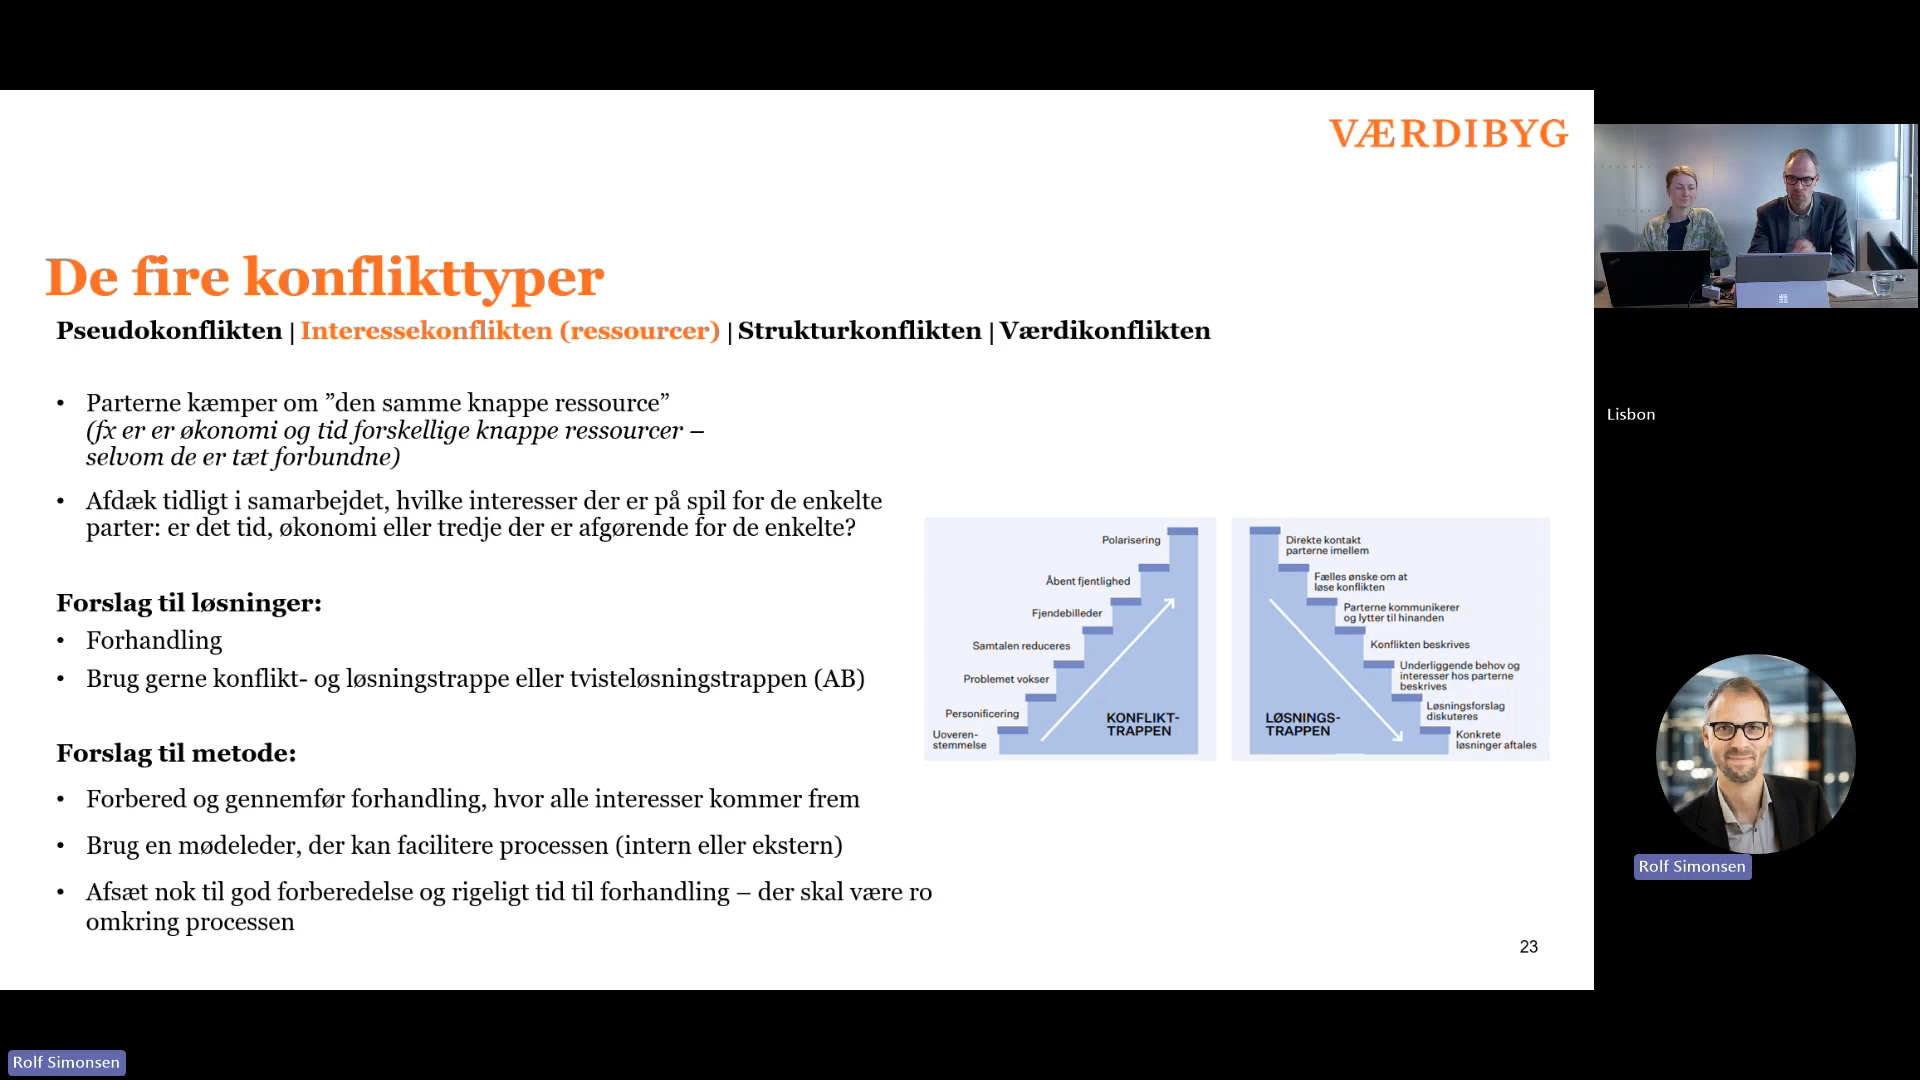 VÆRDIBYG
De fire konflikttyper
Pseudokonflikten | Interessekonflikten (ressourcer) | Strukturkonflikten | Værdikonflikten
• Parterne kæmper om ”den samme knappe ressource”
(fx er er økonomi og tid forskellige knappe ressourcer –
selvom de er tæt forbundne)
• Afdæk tidligt i samarbejdet, hvilke interesser der er på spil for de enkelte
parter: er det tid, økonomi eller tredje der er afgørende for de enkelte?
Forslag til løsninger:
• Forhandling
• Brug gerne konflikt- og løsningstrappe eller tvisteløsningstrappen (AB)
Forslag til metode:
• Forbered og gennemfør forhandling, hvor alle interesser kommer frem
• Brug en mødeleder, der kan facilitere processen (intern eller ekstern)
• Afsæt nok til god forberedelse og rigeligt tid til forhandling – der skal være ro
omkring processen
Polarisering
Åbent fjentlighed
Fjendebilleder
Samtalen reduceres
Problemet vokser
Personificering
Uoveren-
stemmelse
KONFLIKT-
TRAPPEN
Direkte kontakt
parterne imellem
Fælles ønske om at
løse konflikten
Parterne kommunikerer
og lytter til hinanden
Konflikten beskrives
Underliggende behov og
interesser hos parterne
beskrives
Løsningsforslag
diskuteres
Konkrete
løsninger aftales
LØSNINGS-
TRAPPEN
23
Lisbon
Rolf Simonsen
Rolf Simonsen